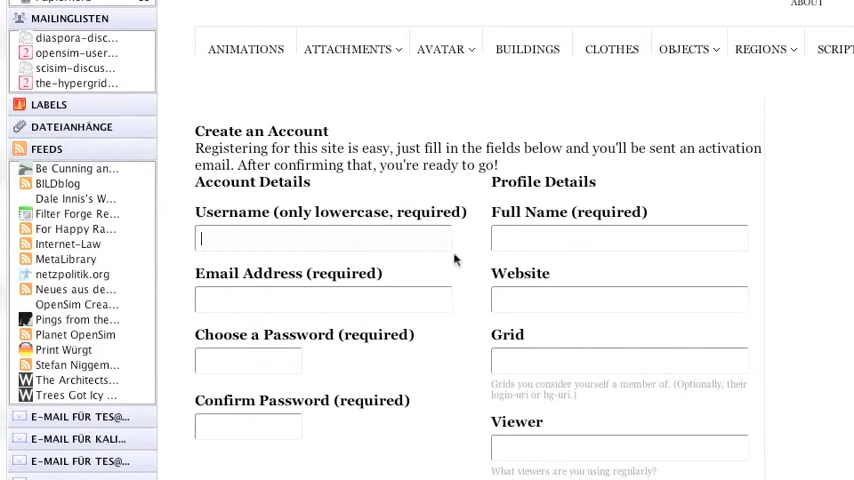 ABOUT
MAILINGLISTEN
diaspora-disc...
2 opensim-user...
scisim-discus...
2 the-hypergrid...
LABELS
DATEIANHÄNGE
FEEDS
Be Cunning an...
BILDblog
Dale Innis's W...
Filter Forge Re...
For Happy Ra...
Internet-Law
MetaLibrary
netzpolitik.org
Neues aus de...
OpenSim Crea...
Pings from the...
Planet OpenSim
Print Würgt
Stefan Niggem...
W The Architects...
W Trees Got Icy ...
E-MAIL FÜR TES@...
E-MAIL FÜR KALI...
E-MAIL FÜR TES@...
ANIMATIONS ATTACHMENTS AVATAR BUILDINGS CLOTHES OBJECTS REGIONS SCRIPT
Create an Account
Registering for this site is easy, just fill in the fields below and you'll be sent an activation
email. After confirming that, you're ready to go!
Account Details
Username (only lowercase, required)
Email Address (required)
Choose a Password (required)
Confirm Password (required)
Profile Details
Full Name (required)
Website
Grid
Grids you consider yourself a member of. (Optionally, their
login-uri or hg-uri.)
Viewer
What viewers are you using regularly?